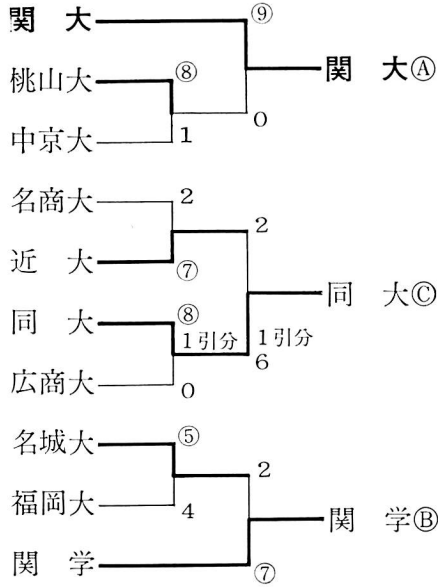 関 大
⑨
関 大Ⓐ
桃山大
⑧
0
中京大
1
名商大
2
2
近 大
⑦
同 大Ⓒ
同 大
⑧
1引分
1引分
6
広商大
0
名城大
⑤
2
福岡大
4
関 学Ⓑ
関 学
⑦